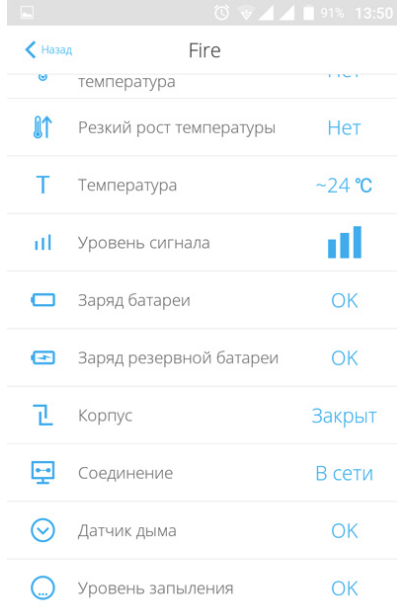 91% 13:50
Назад Fire
температура Нет
Резкий рост температуры Нет
T Температура ~24 °C
Уровень сигнала
Заряд батареи OK
Заряд резервной батареи OK
Корпус Закрыт
Соединение В сети
Датчик дыма OK
Уровень запыления OK